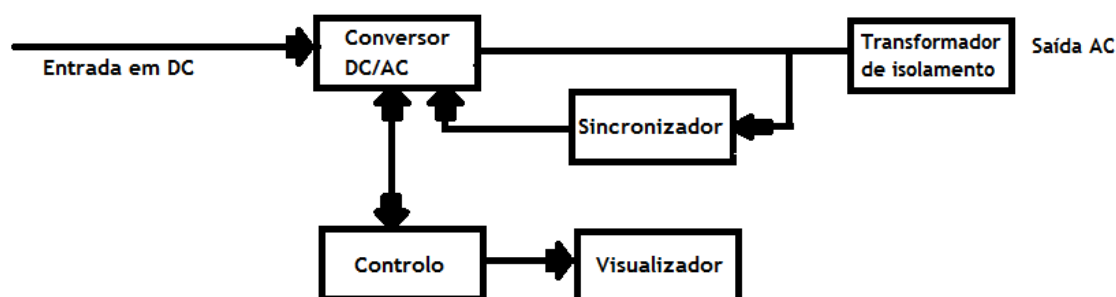 Entrada em DC
Conversor
DC/AC
Transformador
de isolamento
Saída AC
Sincronizador
Controlo
Visualizador